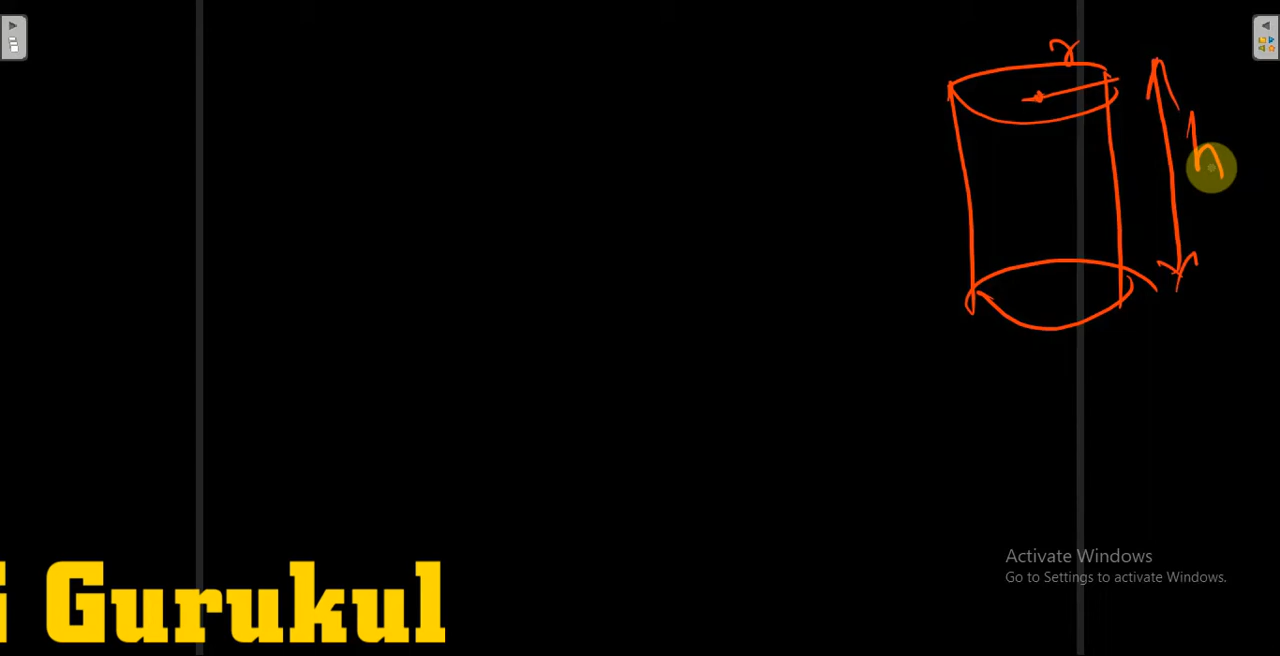 r
h
Activate Windows
Go to Settings to activate Windows.
i Gurukul